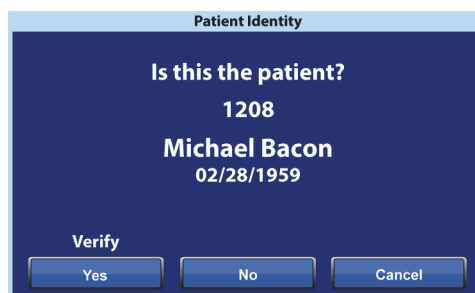 Patient Identity
Is this the patient?
1208
Michael Bacon
02/28/1959
Verify
Yes No Cancel